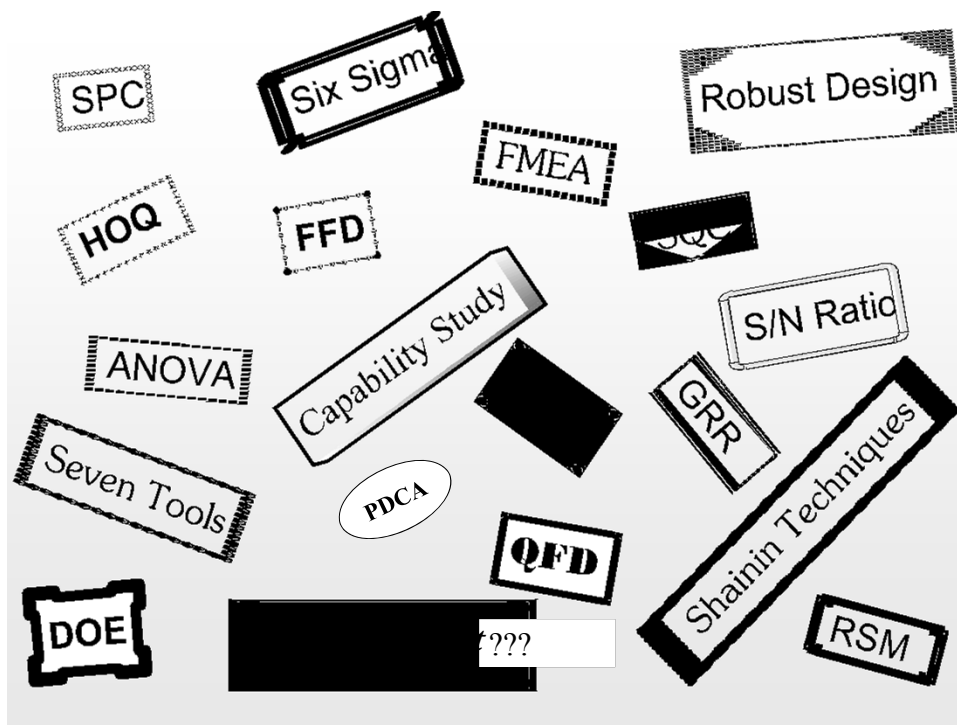 SPC
Six Sigma
Robust Design
FMEA
HOQ
FFD
SQC
S/N Ratio
Capability Study
ANOVA
GRR
Seven Tools
Shainin Techniques
PDCA
QFD
DOE
t???
RSM